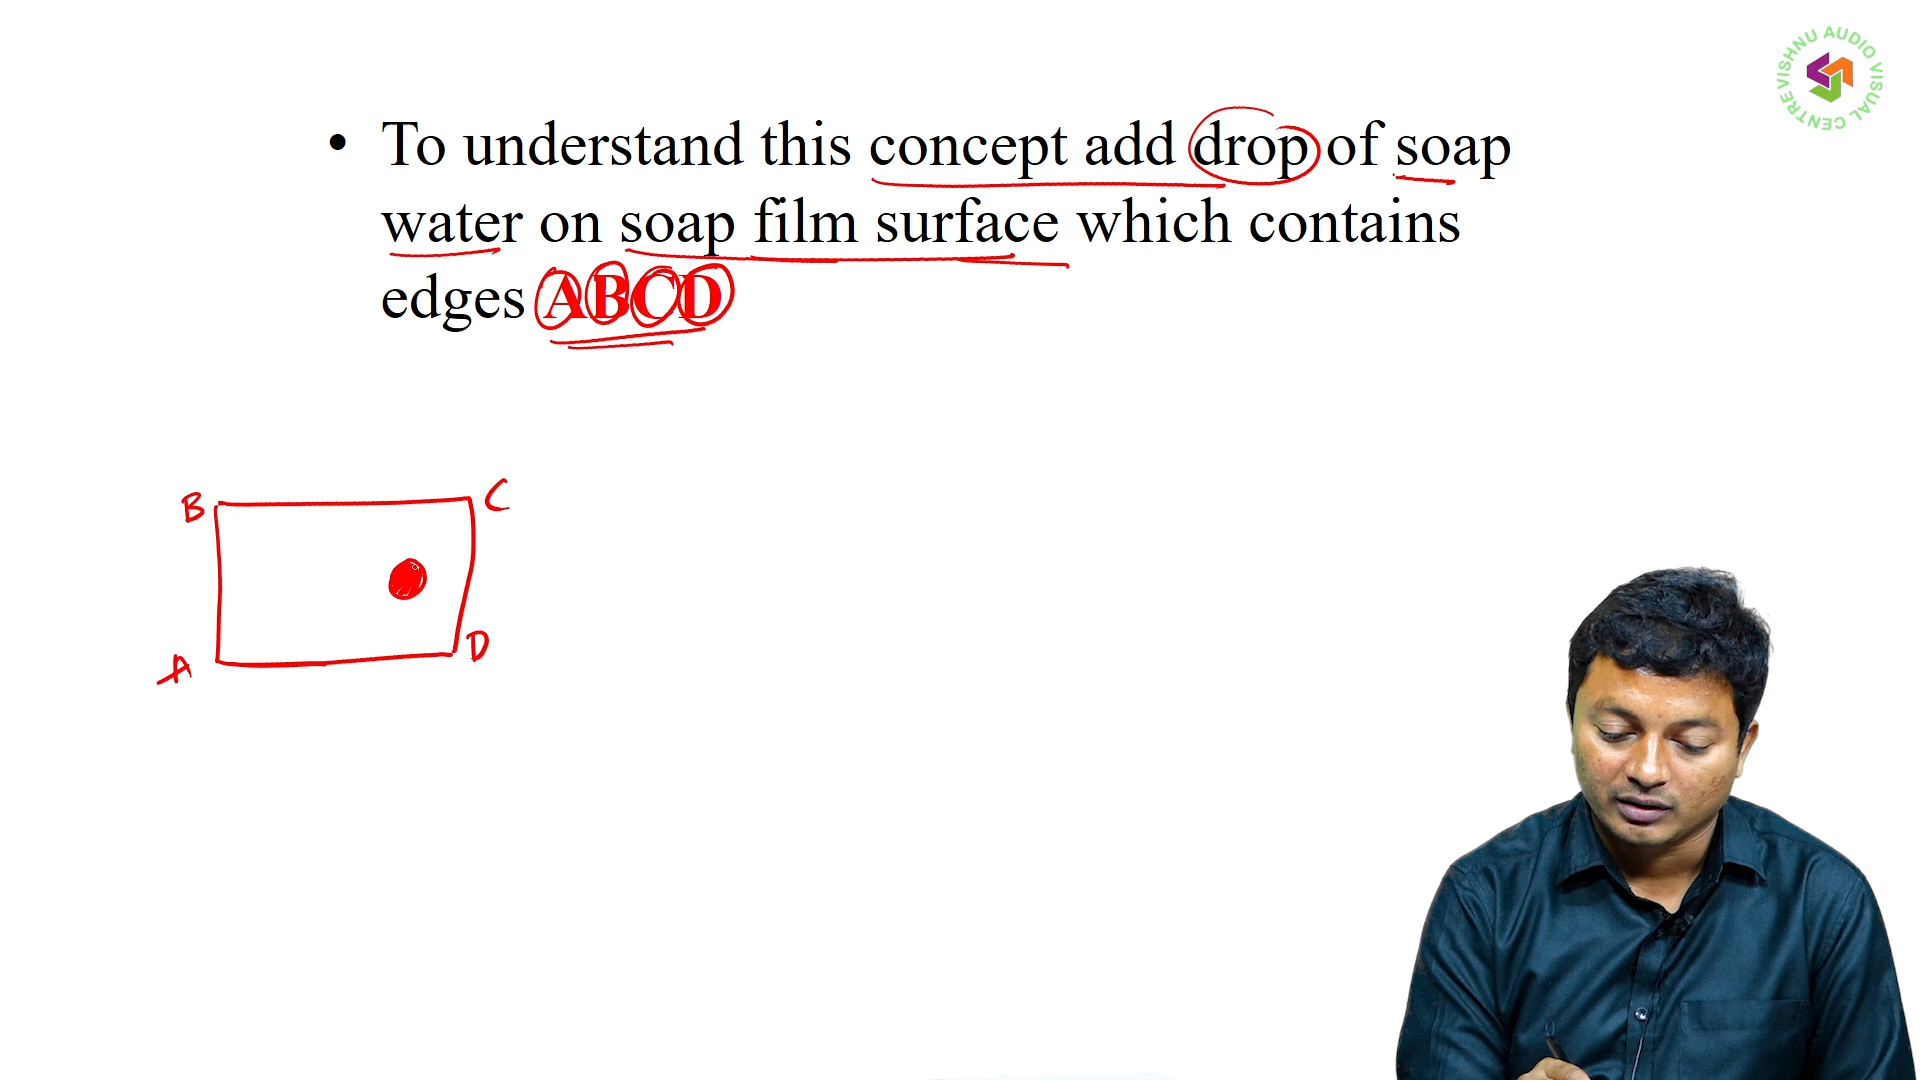 VISHNU AUDIO VISUAL CENTRE
• To understand this concept add drop of soap
water on soap film surface which contains
edges ABCD
B C
A D